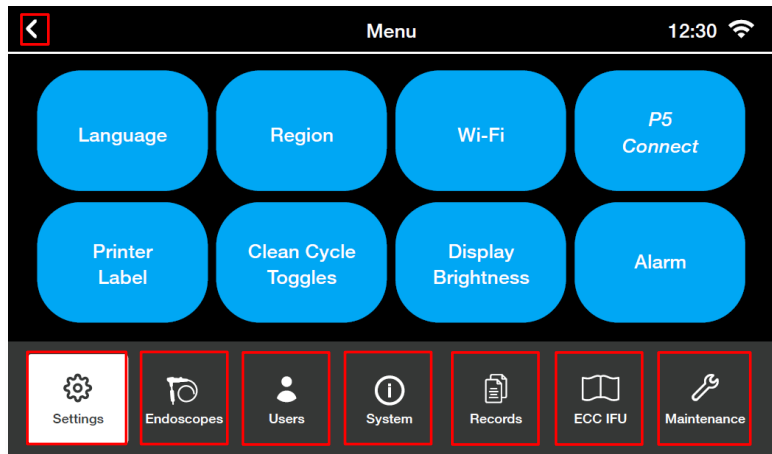 Menu
12:30
Language
Region
Wi-Fi
P5
Connect
Printer
Label
Clean Cycle
Toggles
Display
Brightness
Alarm
Settings
Endoscopes
Users
System
Records
ECC IFU
Maintenance